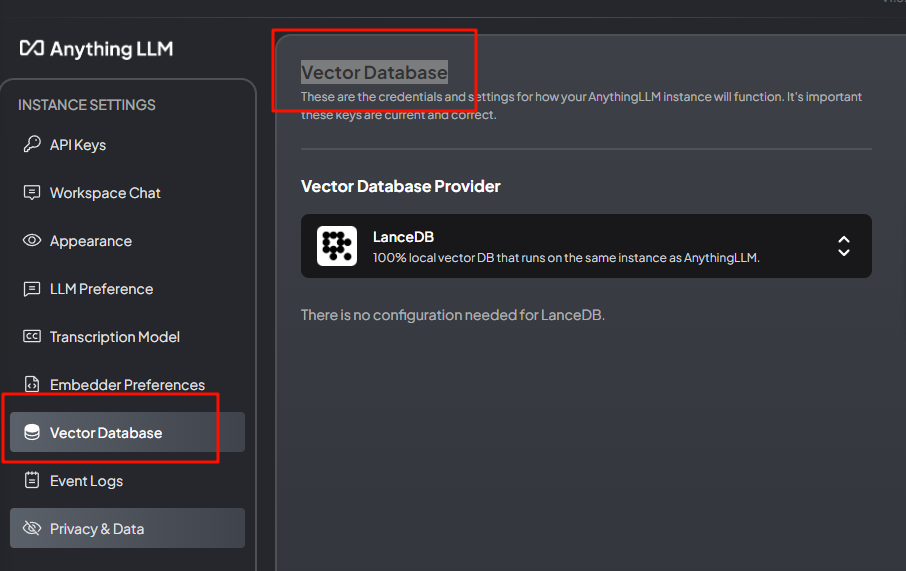 Anything LLM
INSTANCE SETTINGS
API Keys
Workspace Chat
Appearance
LLM Preference
Transcription Model
Embedder Preferences
Vector Database
Event Logs
Privacy & Data
Vector Database
These are the credentials and settings for how your AnythingLLM instance will function. It's important
these keys are current and correct.
Vector Database Provider
LanceDB
100% local vector DB that runs on the same instance as AnythingLLM.
There is no configuration needed for LanceDB.